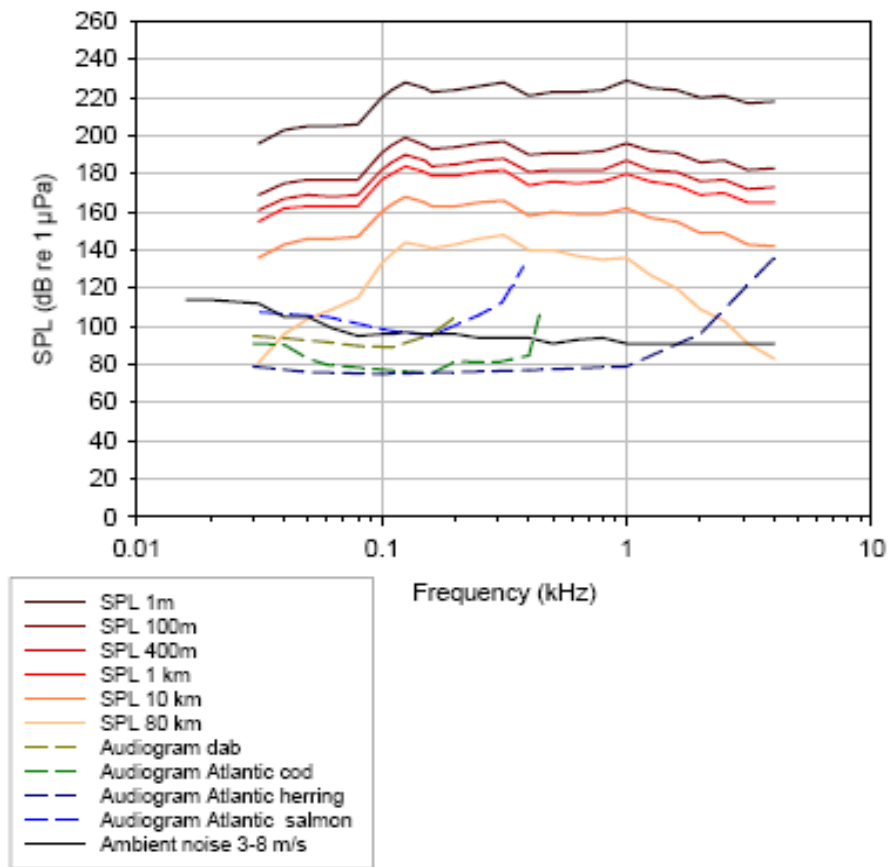 260
240
220
200
180
160
140
120
100
80
60
40
20
0
SPL (dB re 1 µPa)
0.01 0.1 1 10
Frequency (kHz)
SPL 1m
SPL 100m
SPL 400m
SPL 1 km
SPL 10 km
SPL 80 km
Audiogram dab
Audiogram Atlantic cod
Audiogram Atlantic herring
Audiogram Atlantic salmon
Ambient noise 3-8 m/s